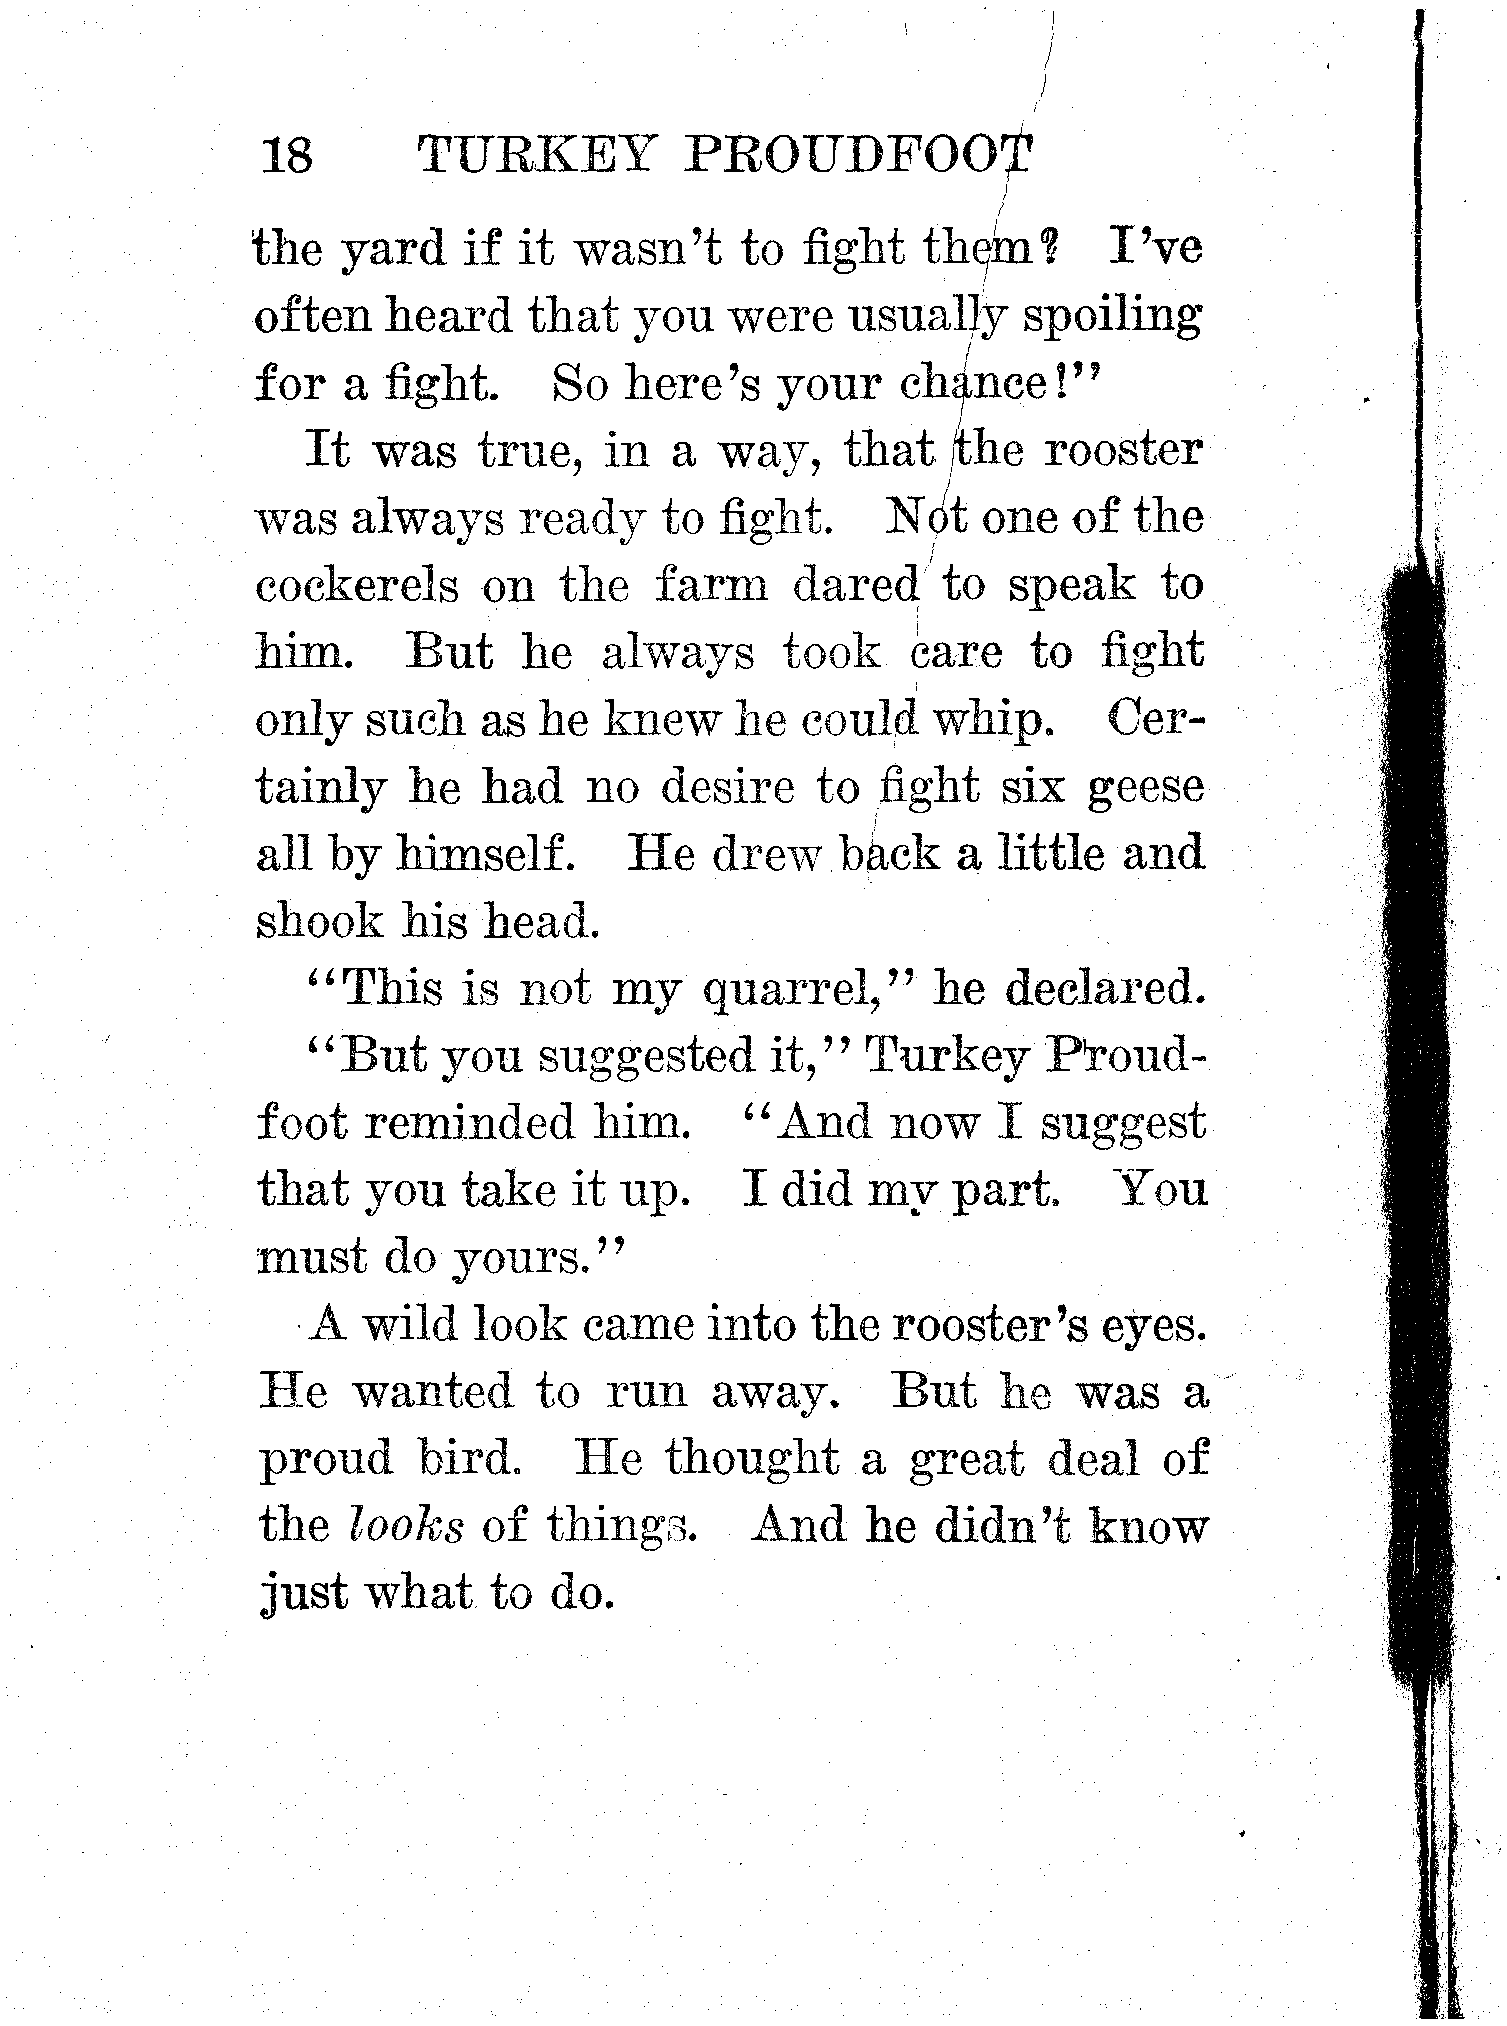 18 TURKEY PROUDFOOT
the yard if it wasn't to fight them? I've
often heard that you were usually spoiling
for a fight. So here's your chance!"
It was true, in a way, that the rooster
was always ready to fight. Not one of the
cockerels on the farm dared to speak to
him. But he always took care to fight
only such as he knew he could whip. Cer-
tainly he had no desire to fight six geese
all by himself. He drew back a little and
shook his head.
"This is not my quarrel," he declared.
"But you suggested it," Turkey Proud-
foot reminded him. "And now I suggest
that you take it up. I did my part. You
must do yours."
A wild look came into the rooster's eyes.
He wanted to run away. But he was a
proud bird. He thought a great deal of
the looks of things. And he didn't know
just what to do.